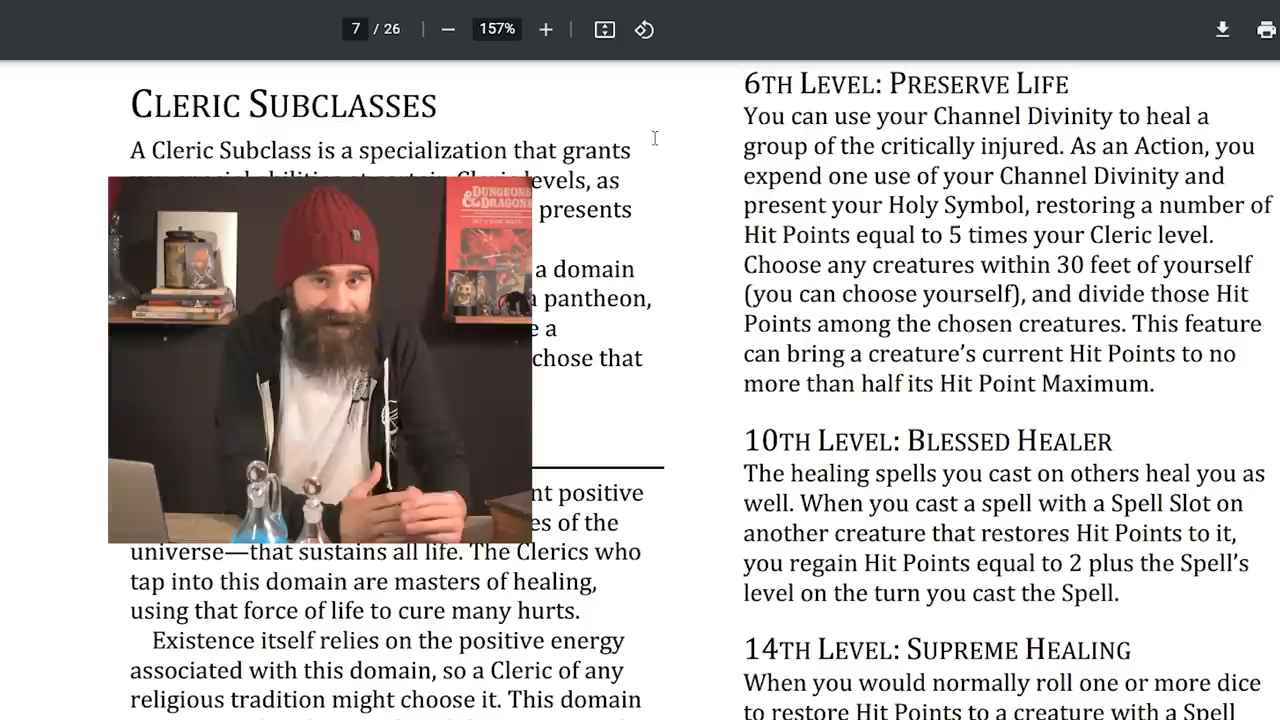 7 / 26
157%
CLERIC SUBCLASSES
A Cleric Subclass is a specialization that grants
levels, as
presents
a domain
a pantheon,
e a
chose that
nt positive
es of the
universe—that sustains all life. The Clerics who
tap into this domain are masters of healing,
using that force of life to cure many hurts.
Existence itself relies on the positive energy
associated with this domain, so a Cleric of any
religious tradition might choose it. This domain
DUNGEONS
& DRAGONS
6TH LEVEL: PRESERVE LIFE
You can use your Channel Divinity to heal a
group of the critically injured. As an Action, you
expend one use of your Channel Divinity and
present your Holy Symbol, restoring a number of
Hit Points equal to 5 times your Cleric level.
Choose any creatures within 30 feet of yourself
(you can choose yourself), and divide those Hit
Points among the chosen creatures. This feature
can bring a creature’s current Hit Points to no
more than half its Hit Point Maximum.
10TH LEVEL: BLESSED HEALER
The healing spells you cast on others heal you as
well. When you cast a spell with a Spell Slot on
another creature that restores Hit Points to it,
you regain Hit Points equal to 2 plus the Spell’s
level on the turn you cast the Spell.
14TH LEVEL: SUPREME HEALING
When you would normally roll one or more dice
to restore Hit Points to a creature with a Spell